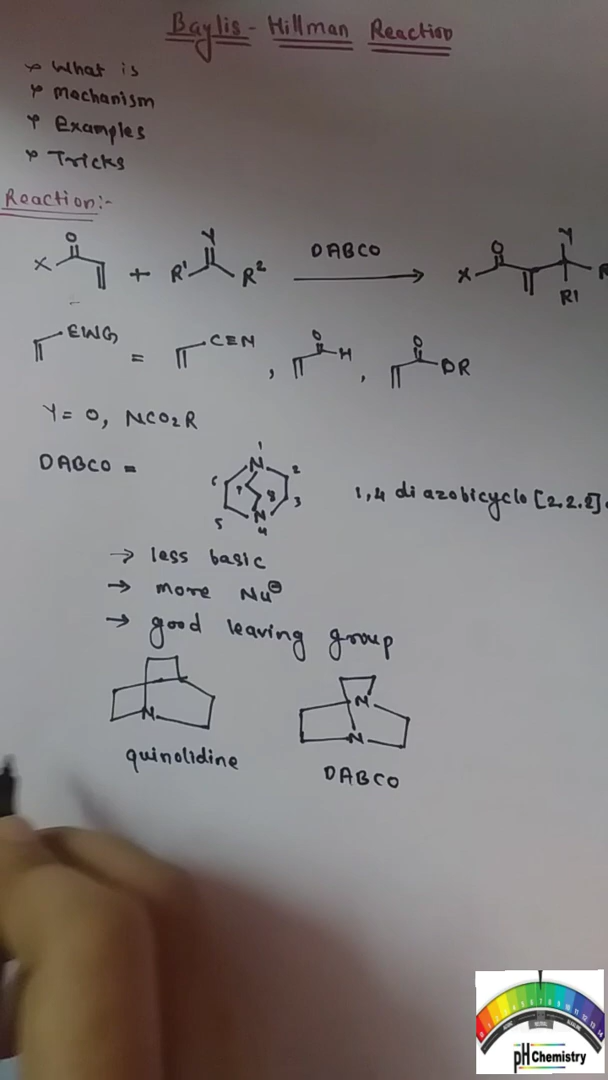 Baylis - Hillman Reaction
→ What is
→ Mechanism
→ Examples
→ Tricks
Reaction:-
X O + R¹ Y R² DABCO X O Y R1 R
EWG = C≡N , O H , O OR
Y = O, NCO2R
DABCO = 1 N 2 3 N 4 5 6 7 8 1,4 diazobicyclo [2.2.2]
→ less basic
→ more Nu⊖
→ good leaving group
N N N
quinolidine DABCO
pH Chemistry